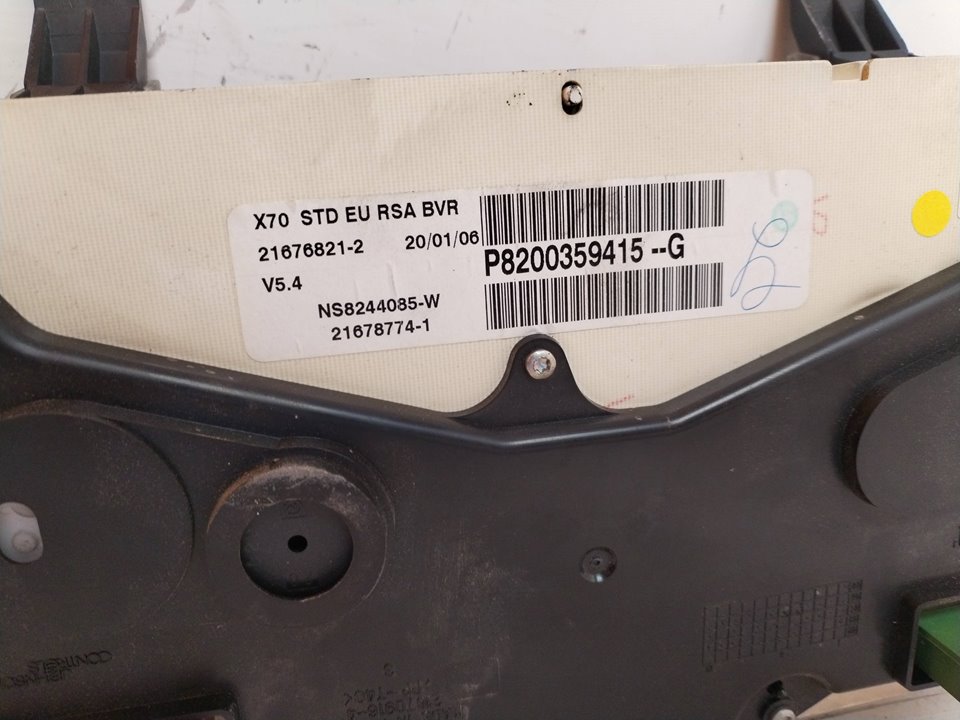 X70 STD EU RSA BVR
21676821-2 20/01/06
V5.4
NS8244085-W
21678774-1
P8200359415 --G